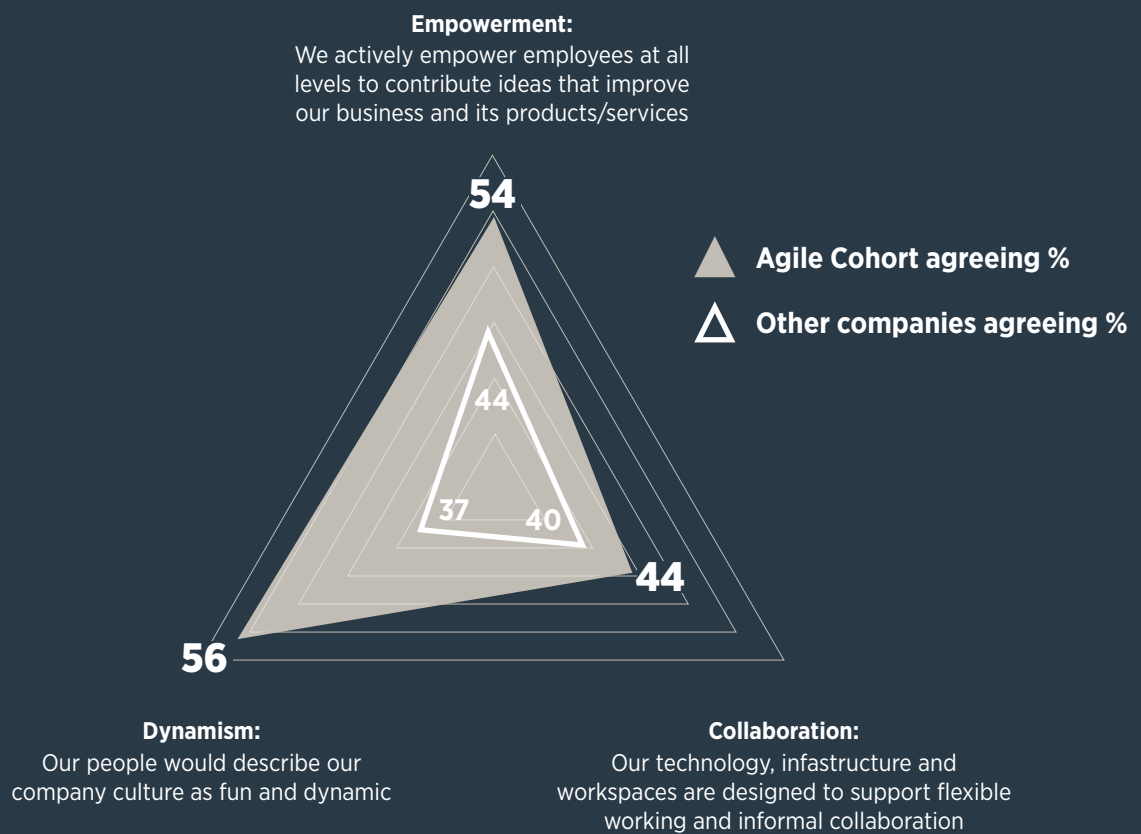 Empowerment:
We actively empower employees at all
levels to contribute ideas that improve
our business and its products/services
54
Agile Cohort agreeing %
Other companies agreeing %
44
37
40
44
56
Dynamism:
Our people would describe our
company culture as fun and dynamic
Collaboration:
Our technology, infastructure and
workspaces are designed to support flexible
working and informal collaboration